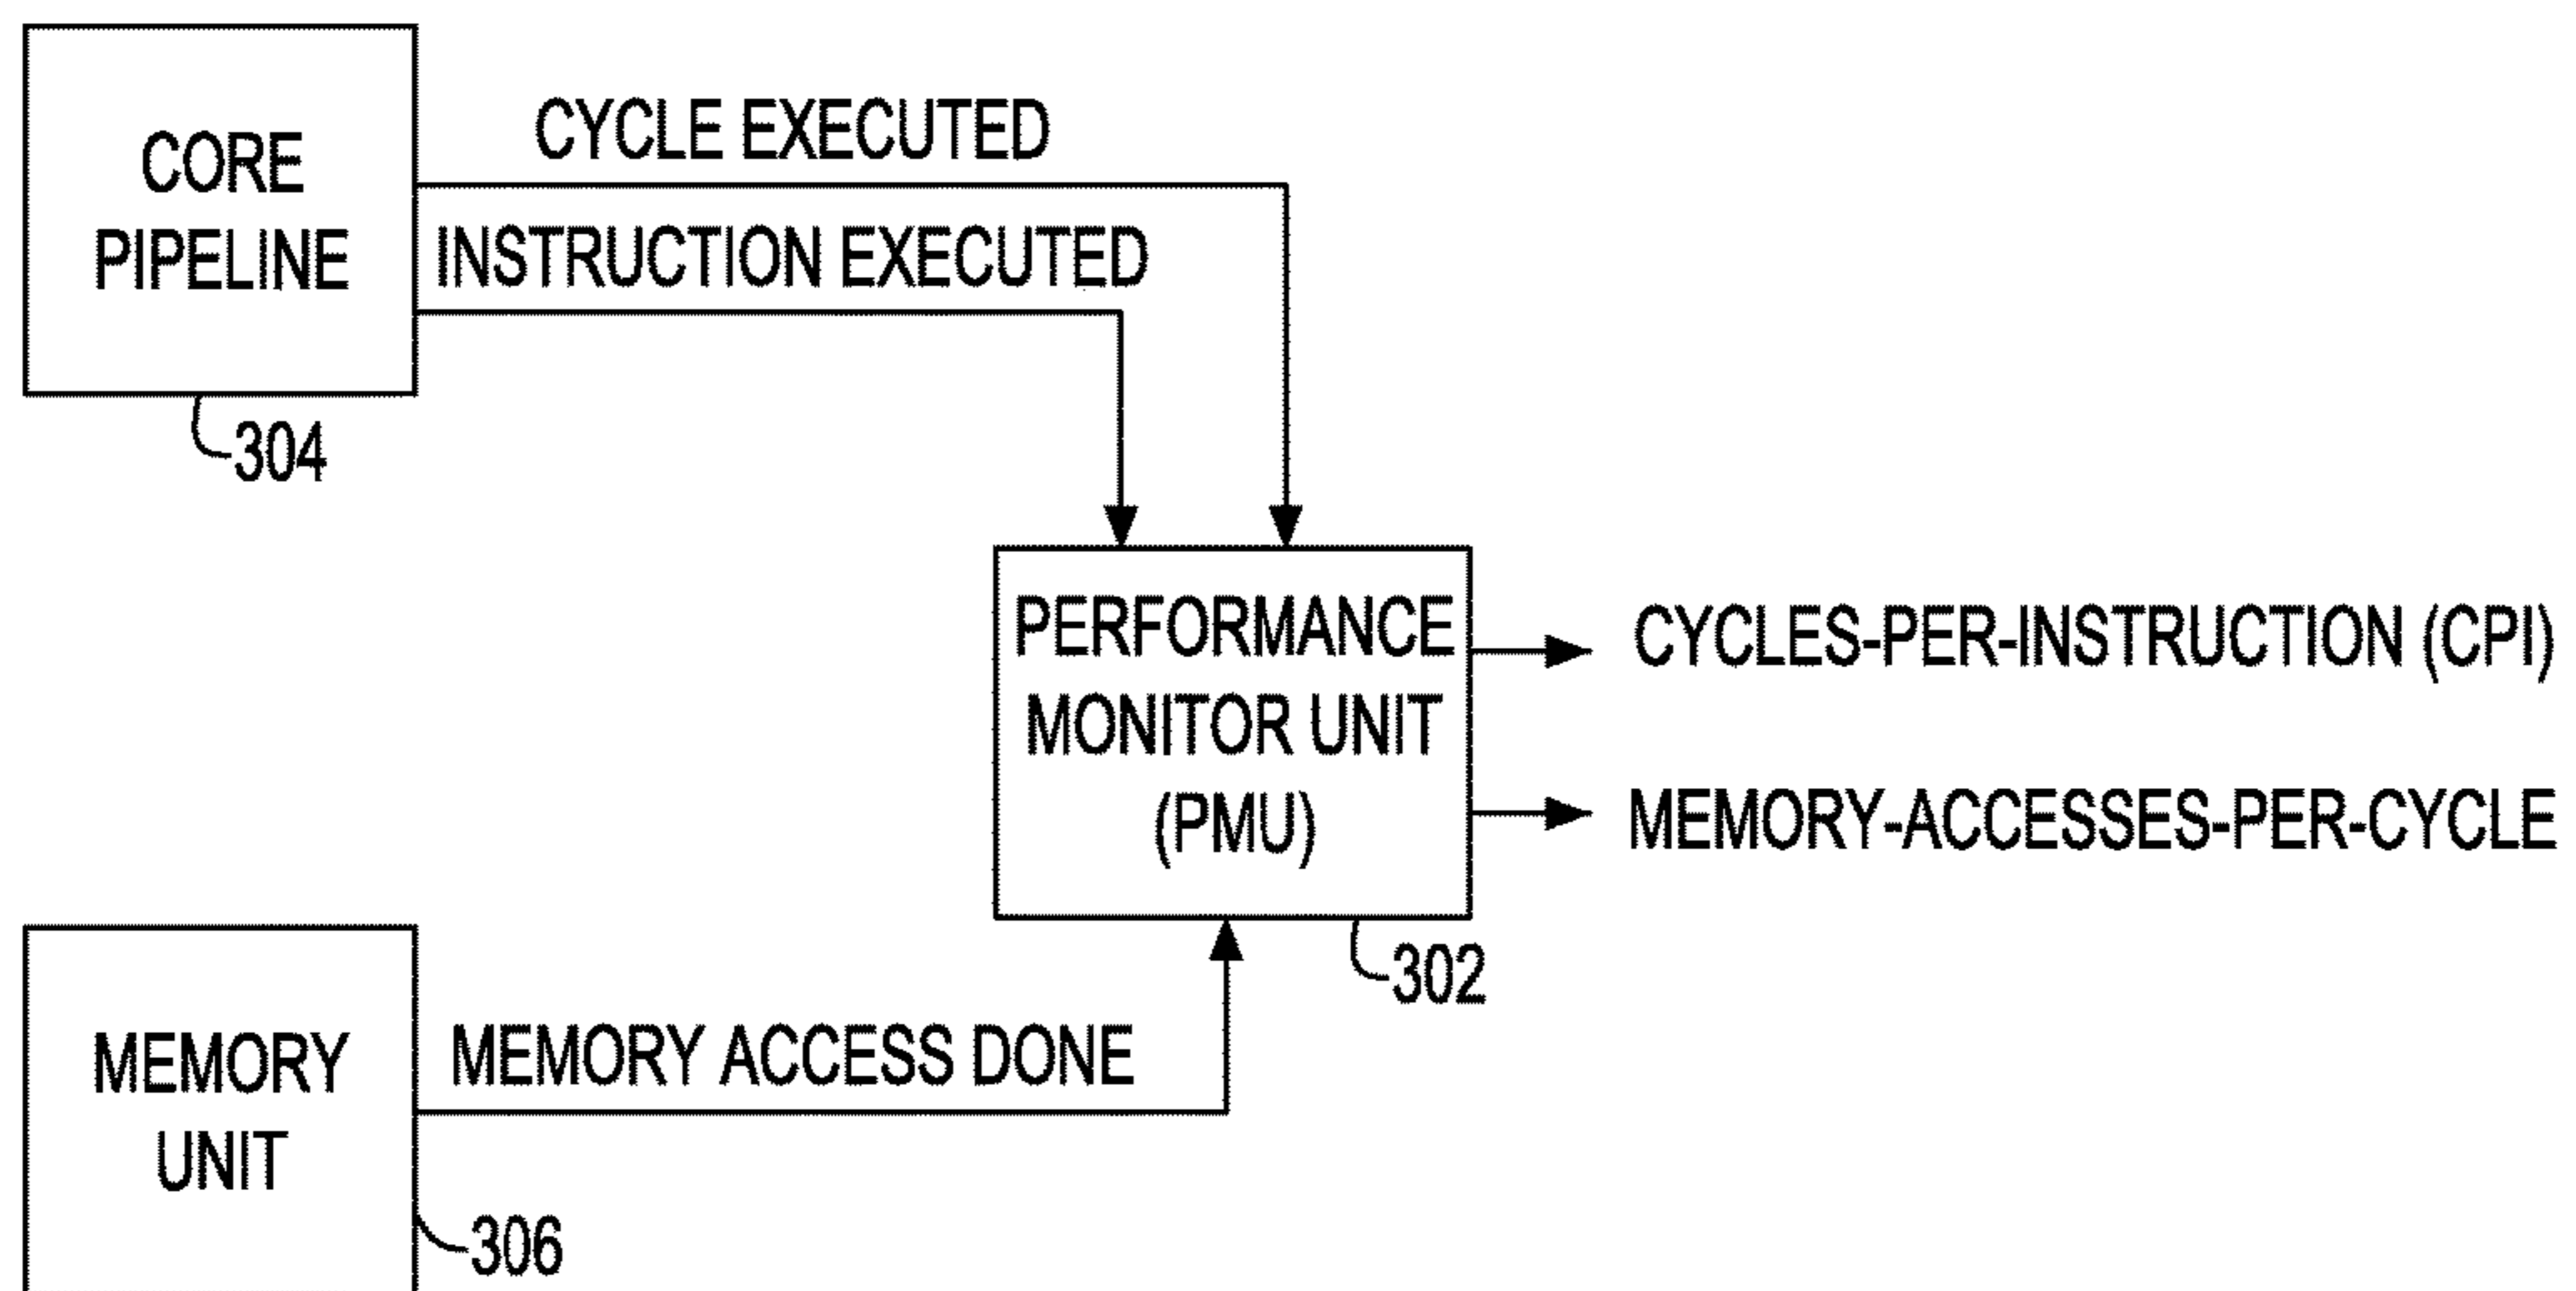 CORE
PIPELINE
304
CYCLE EXECUTED
INSTRUCTION EXECUTED
PERFORMANCE
MONITOR UNIT
(PMU)
302
CYCLES-PER-INSTRUCTION (CPI)
MEMORY-ACCESSES-PER-CYCLE
MEMORY
UNIT
306
MEMORY ACCESS DONE